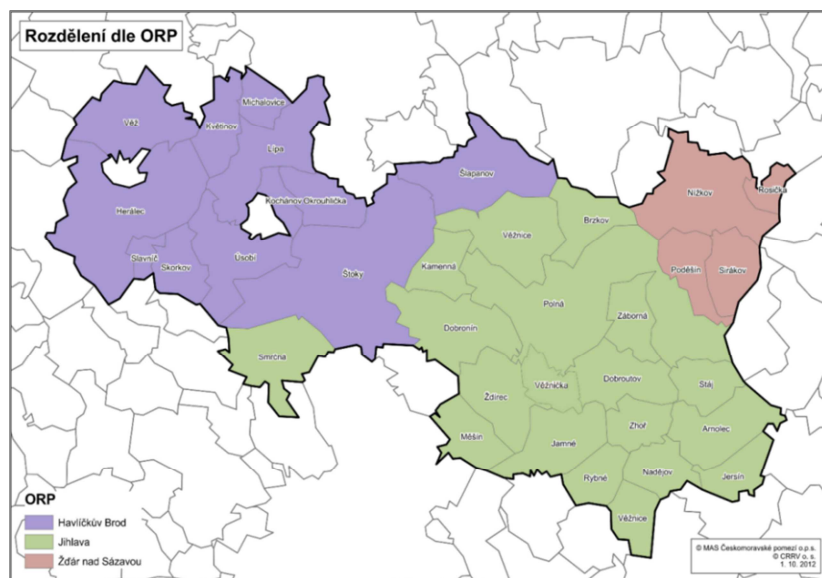 Rozdělení dle ORP
Michalovice
Věž
Květinov
Lípa
Šlapanov
Nížkov
Rosička
Kochánov
Okrouhlička
Herálec
Brzkov
Věžnice
Úsobí
Slavníč
Skorkov
Štoky
Kamenná
Poděšín
Sirákov
Polná
Záborná
Dobronín
Smrčná
Věžnička
Dobroutov
Stáj
Ždírec
Zhoř
Arnolec
Měšín
Jamné
Rybné
Nadějov
Jersín
Věžnice
ORP
Havlíčkův Brod
Jihlava
Žďár nad Sázavou
© MAS Českomoravské pomezí o.p.s.
© CRRV o. s.
1. 10. 2012